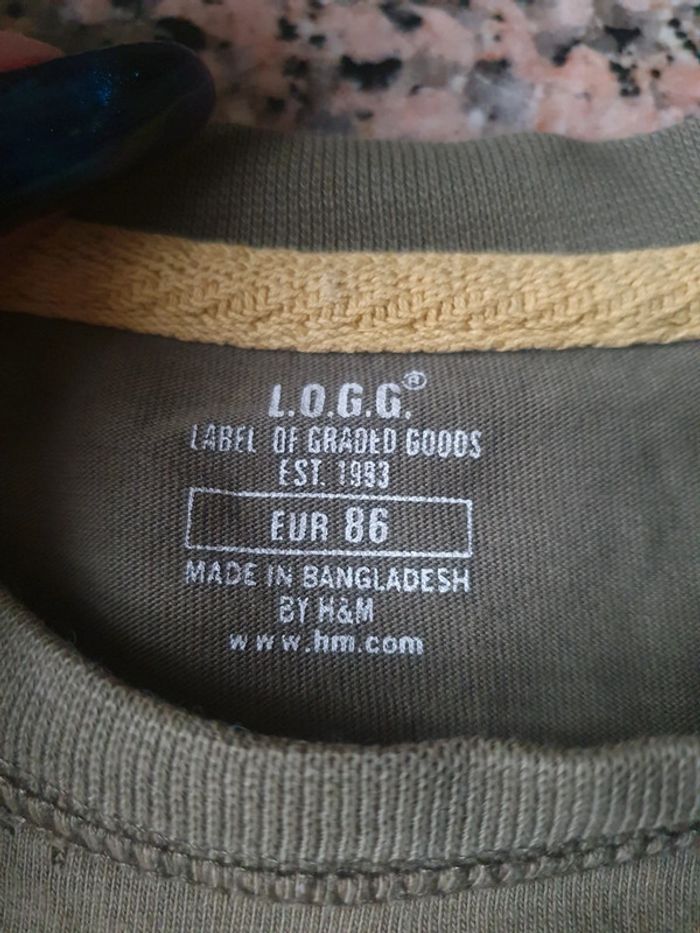 L.O.G.G.®
LABEL OF GRADED GOODS
EST. 1993
EUR 86
MADE IN BANGLADESH
BY H&M
www.hm.com